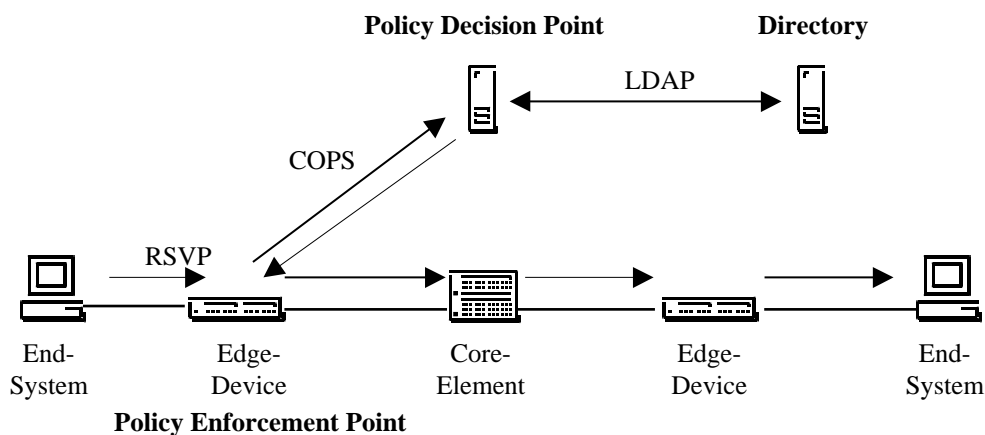 Policy Decision Point
Directory
LDAP
COPS
RSVP
End-
System
Edge-
Device
Core-
Element
Edge-
Device
End-
System
Policy Enforcement Point